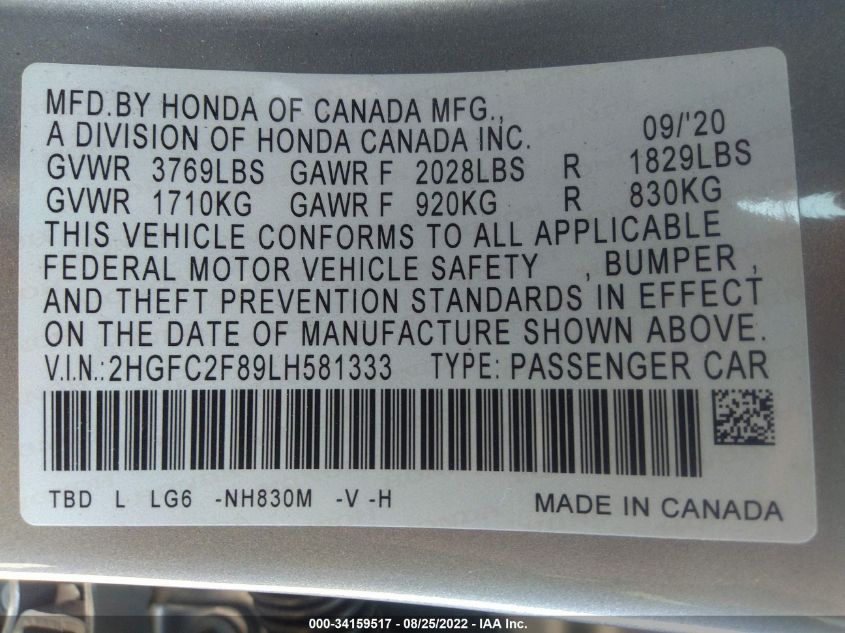 MFD.BY HONDA OF CANADA MFG.,
A DIVISION OF HONDA CANADA INC. 09/'20
GVWR 3769LBS GAWR F 2028LBS R 1829LBS
GVWR 1710KG GAWR F 920KG R 830KG
THIS VEHICLE CONFORMS TO ALL APPLICABLE
FEDERAL MOTOR VEHICLE SAFETY , BUMPER ,
AND THEFT PREVENTION STANDARDS IN EFFECT
ON THE DATE OF MANUFACTURE SHOWN ABOVE.
V.I.N.:2HGFC2F89LH581333 TYPE: PASSENGER CAR
TBD L LG6 -NH830M -V -H MADE IN CANADA
000-34159517 - 08/25/2022 - IAA Inc.